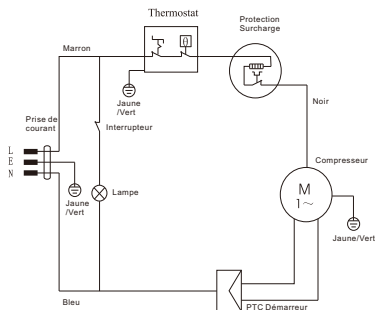 Thermostat
Protection
Surcharge
Marron
θ
Jaune
/Vert
Noir
Prise de
courant
Interrupteur
L
E
N
Compresseur
Jaune
/Vert
Lampe
M
1～
Jaune/Vert
Bleu
PTC Démarreur